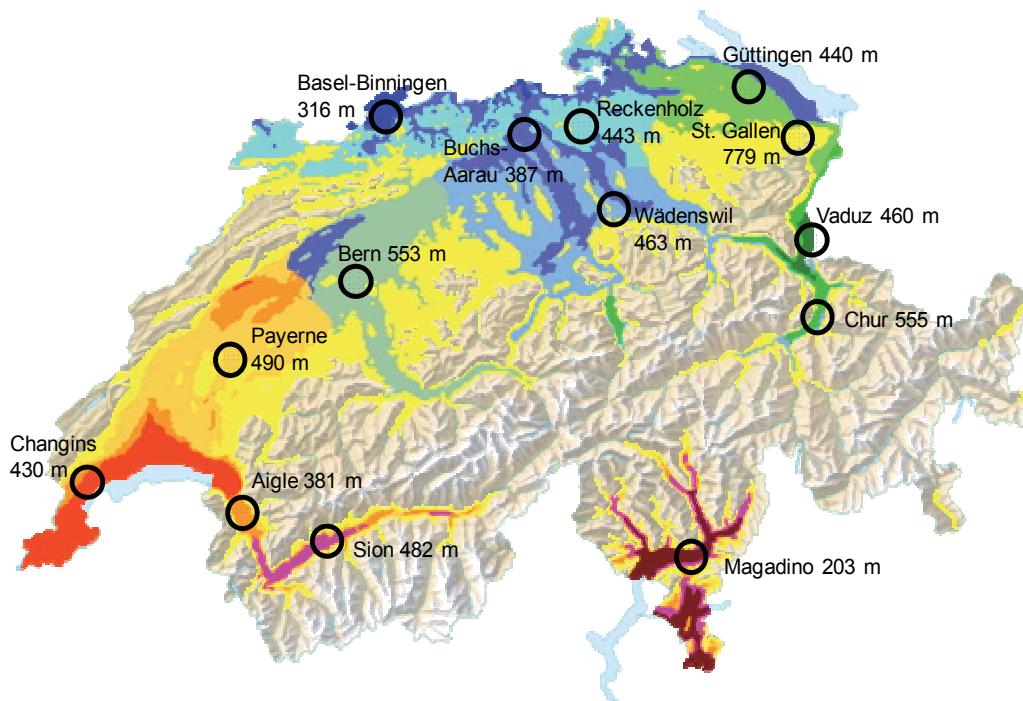 Güttingen 440 m
Basel-Binningen
316 m
Reckenholz
443 m
St. Gallen
779 m
Buchs-
Aarau 387 m
Wädenswil
463 m
Vaduz 460 m
Bern 553 m
Chur 555 m
Payerne
490 m
Changins
430 m
Aigle 381 m
Sion 482 m
Magadino 203 m